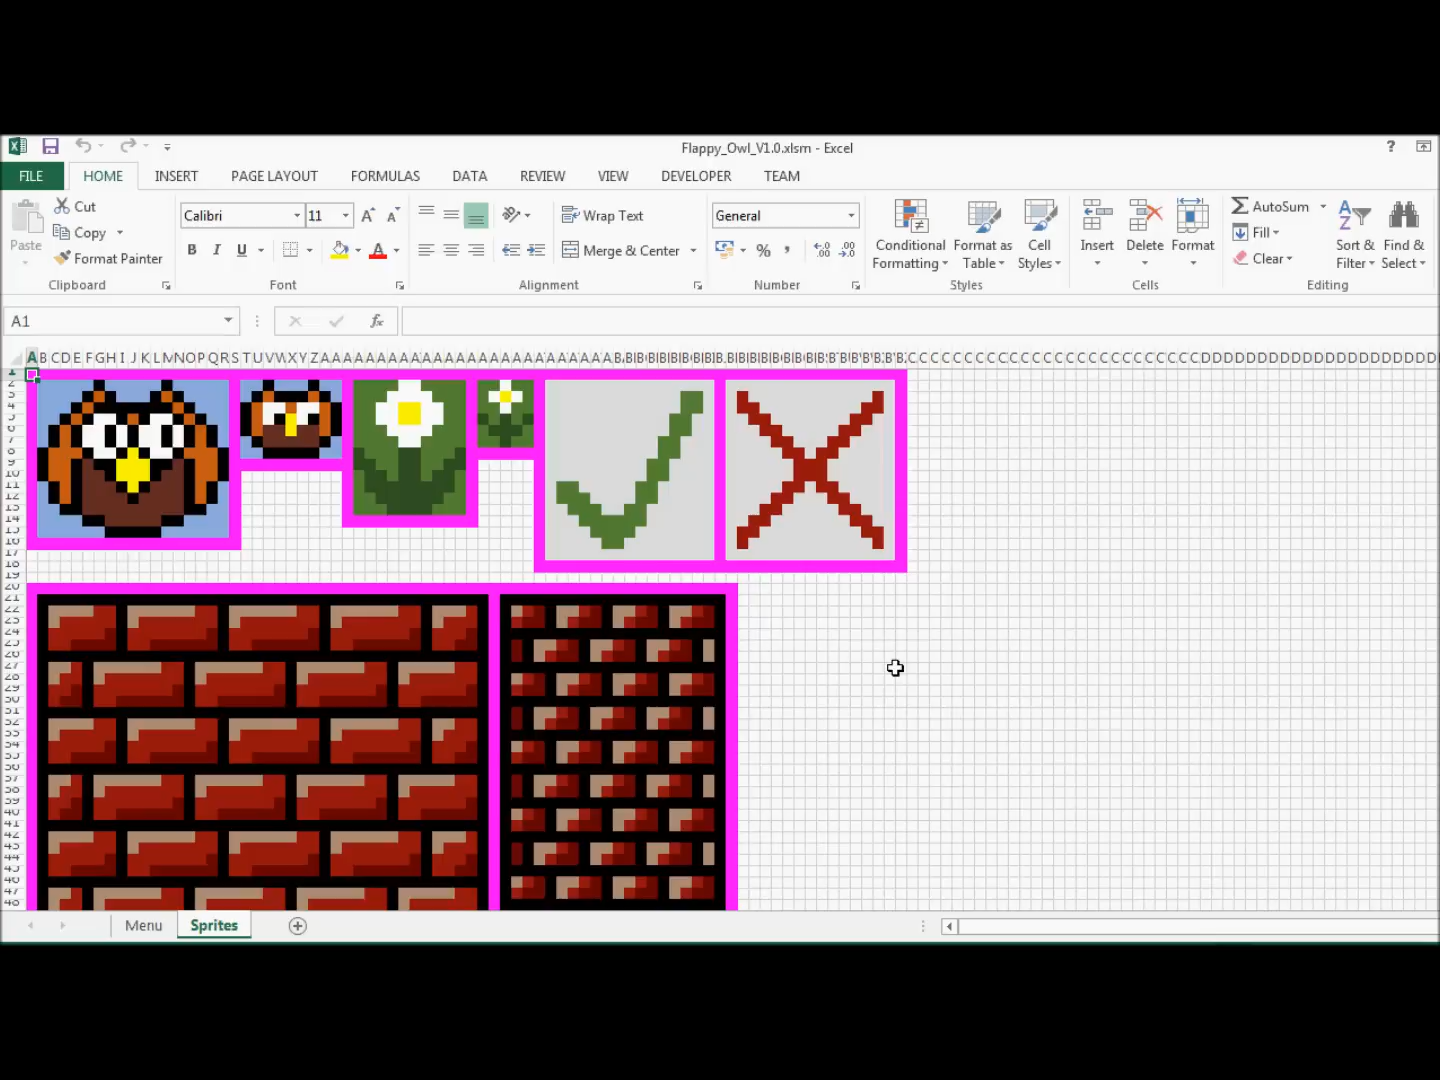 Flappy_Owl_V1.0.xlsm - Excel
?
FILE HOME INSERT PAGE LAYOUT FORMULAS DATA REVIEW VIEW DEVELOPER TEAM
Paste
Cut
Copy
Format Painter
Clipboard
Calibri 11 A A
B I U A
Font
Wrap Text
Merge & Center
Alignment
General
%
Number
Conditional Formatting
Format as Table
Cell Styles
Styles
Insert
Delete
Format
Cells
AutoSum
Fill
Clear
Sort & Filter
Find & Select
Editing
A1
fx
A B C D E F G H I J K L M N O P Q R S T U V W X Y Z
Menu Sprites